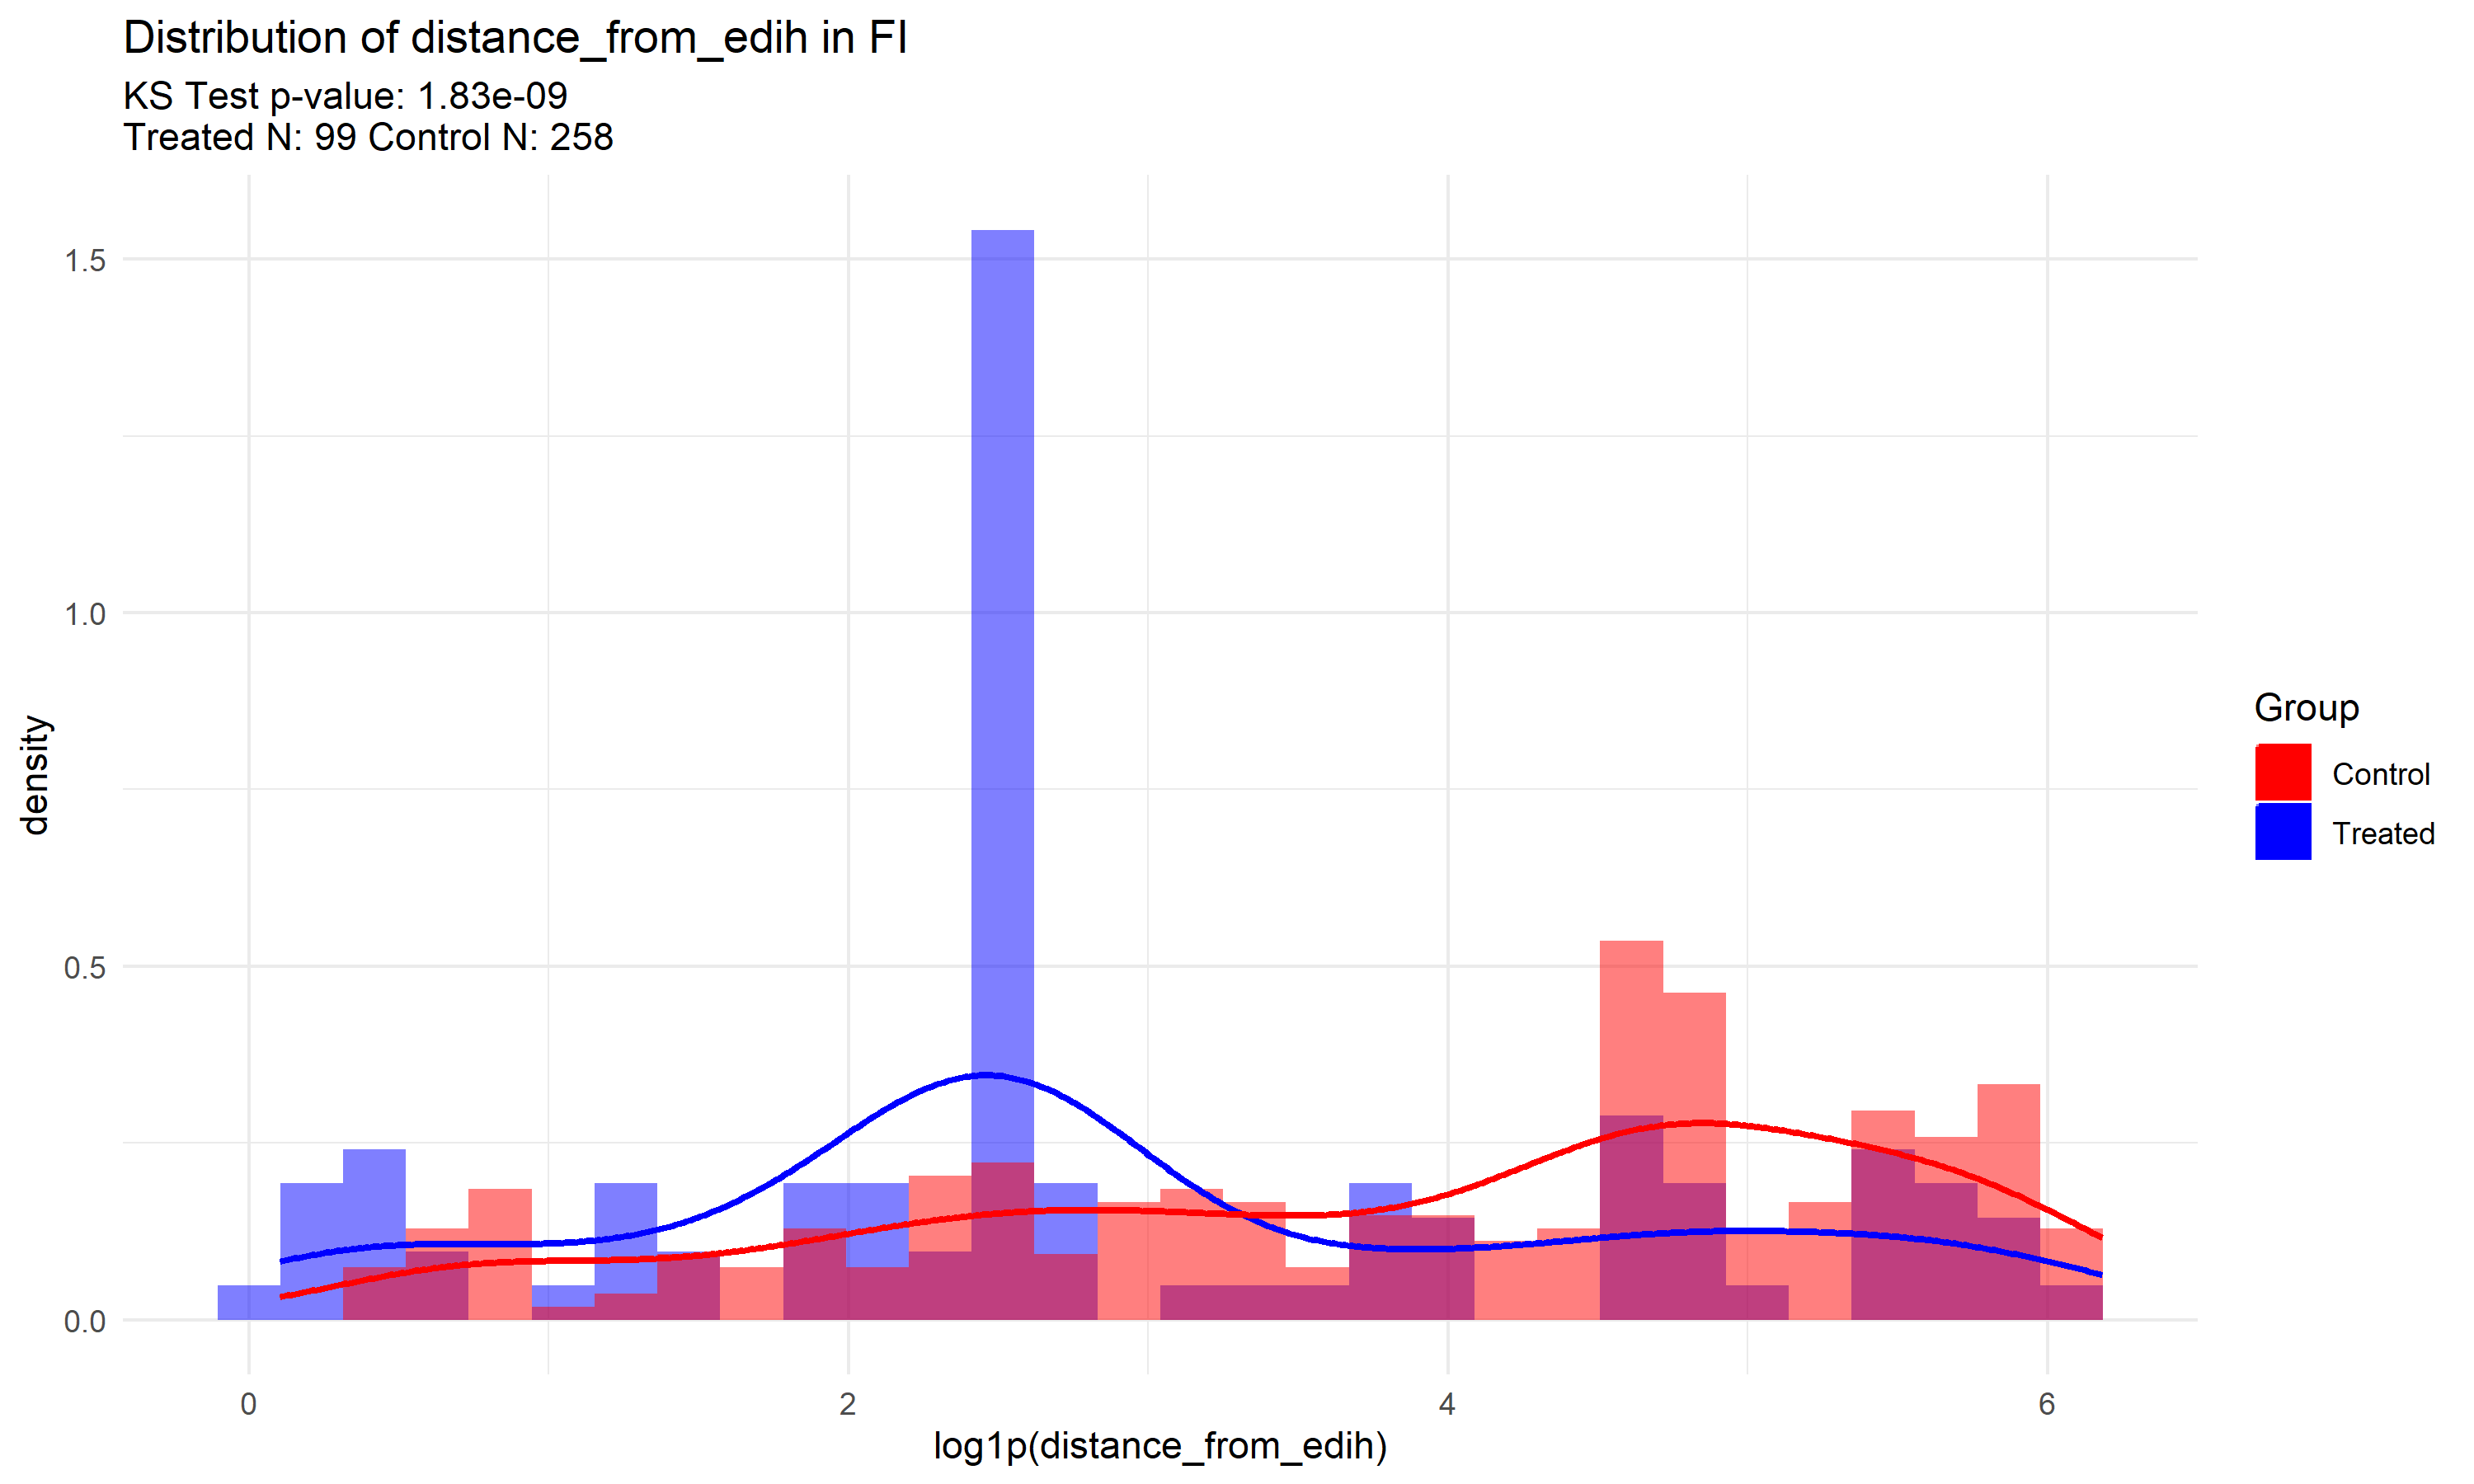 Distribution of distance_from_edih in FI
KS Test p-value: 1.83e-09
Treated N: 99 Control N: 258
density
1.5
1.0
0.5
0.0
0
2
4
6
log1p(distance_from_edih)
Group
Control
Treated